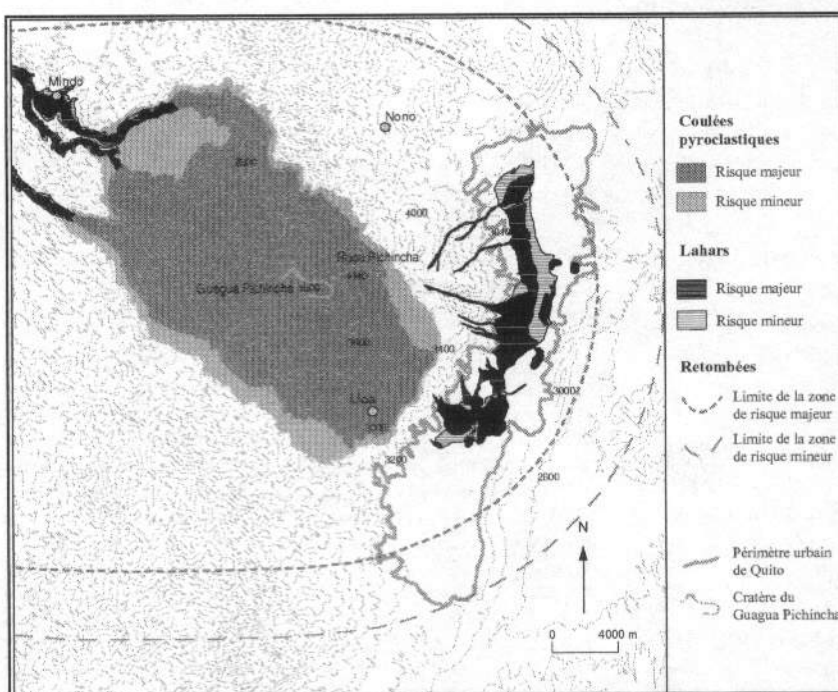 Mindo
Nono
4000
Rucu Pichincha
Guagua Pichincha
3400
Lloa
3000
3200
2600
N
0 4000 m
Coulées
pyroclastiques
Risque majeur
Risque mineur
Lahars
Risque majeur
Risque mineur
Retombées
Limite de la zone
de risque majeur
Limite de la zone
de risque mineur
Périmètre urbain
de Quito
Cratère du
Guagua Pichincha